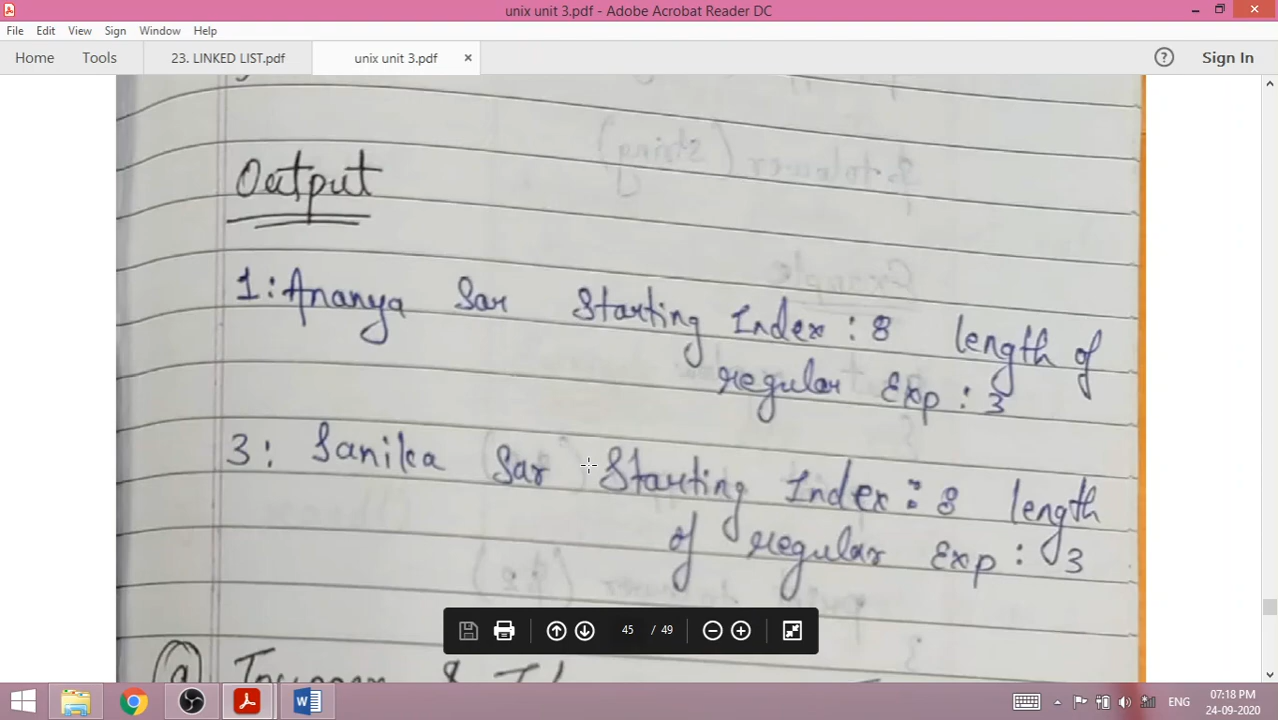 unix unit 3.pdf - Adobe Acrobat Reader DC
File Edit View Sign Window Help
Home Tools 23. LINKED LIST.pdf unix unit 3.pdf × ? Sign In
Output
1: Ananya Sar Starting Index : 8 length of
regular Exp : 3
3: Sanika Sar Starting Index : 8 length
of regular Exp : 3
45 / 49
ENG 07:18 PM
24-09-2020